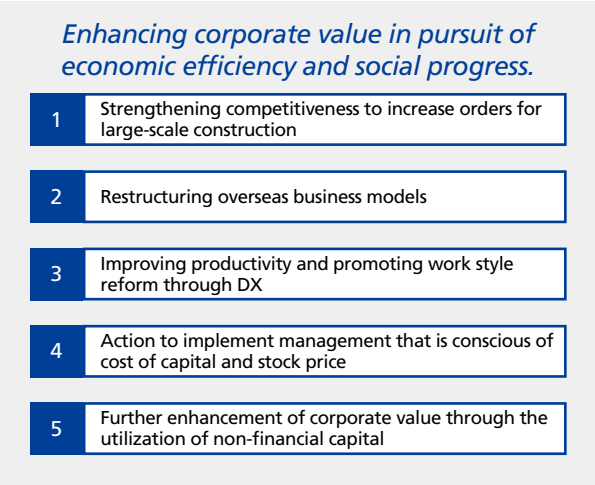 Enhancing corporate value in pursuit of
economic efficiency and social progress.
1
Strengthening competitiveness to increase orders for
large-scale construction
2
Restructuring overseas business models
3
Improving productivity and promoting work style
reform through DX
4
Action to implement management that is conscious of
cost of capital and stock price
5
Further enhancement of corporate value through the
utilization of non-financial capital